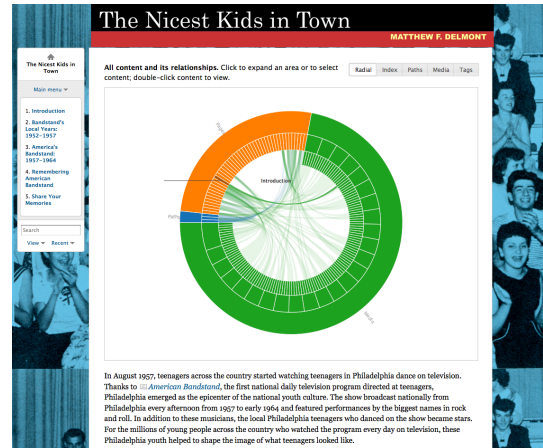 The Nicest Kids in Town
MATTHEW F. DELMONT
The Nicest Kids in
Town
Main menu
1. Introduction
2. Bandstand's
Local Years:
1952-1957
3. America's
Bandstand:
1957-1964
4. Remembering
American
Bandstand
5. Share Your
Memories
Search
View Recent
All content and its relationships. Click to expand an area or to select
content; double-click content to view.
Radial Index Paths Media Tags
Introduction
Paths
Media
In August 1957, teenagers across the country started watching teenagers in Philadelphia dance on television.
Thanks to American Bandstand, the first national daily television program directed at teenagers,
Philadelphia emerged as the epicenter of the national youth culture. The show broadcast nationally from
Philadelphia every afternoon from 1957 to early 1964 and featured performances by the biggest names in rock
and roll. In addition to these musicians, the local Philadelphia teenagers who danced on the show became stars.
For the millions of young people across the country who watched the program every day on television, these
Philadelphia youth helped to shape the image of what teenagers looked like.